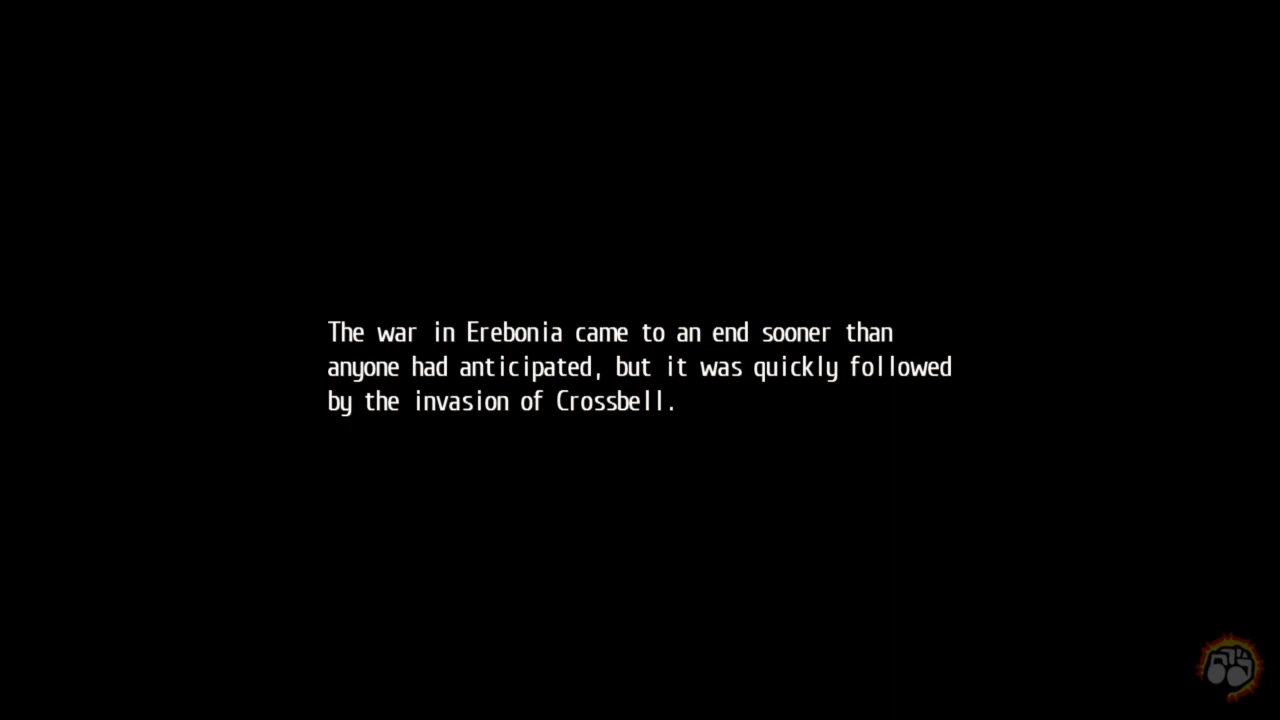 The war in Erebonia came to an end sooner than
anyone had anticipated, but it was quickly followed
by the invasion of Crossbell.